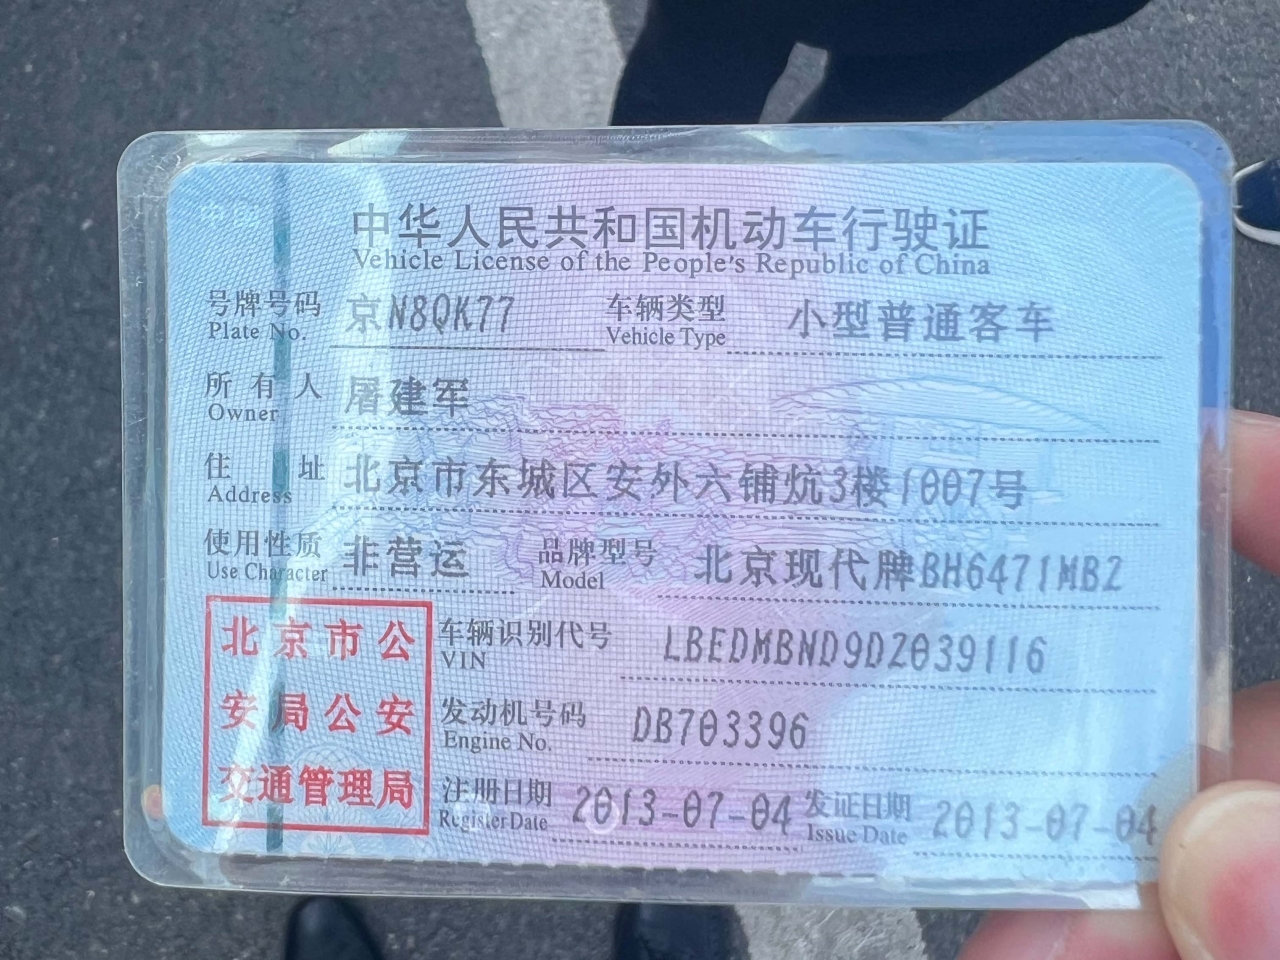 中华人民共和国机动车行驶证
Vehicle License of the People's Republic of China
号牌号码 京N8QK77 车辆类型 小型普通客车
Plate No. Vehicle Type
所有人 屠建军
Owner
住址 北京市东城区安外六铺炕3楼1007号
Address
使用性质 非营运 品牌型号 北京现代牌BH6471MBZ
Use Character Model
北京市公
安局公安
交通管理局
车辆识别代号 LBEDMBND9DZ039116
VIN
发动机号码 DB703396
Engine No.
注册日期 2013-07-04 发证日期 2013-07-04
Register Date Issue Date